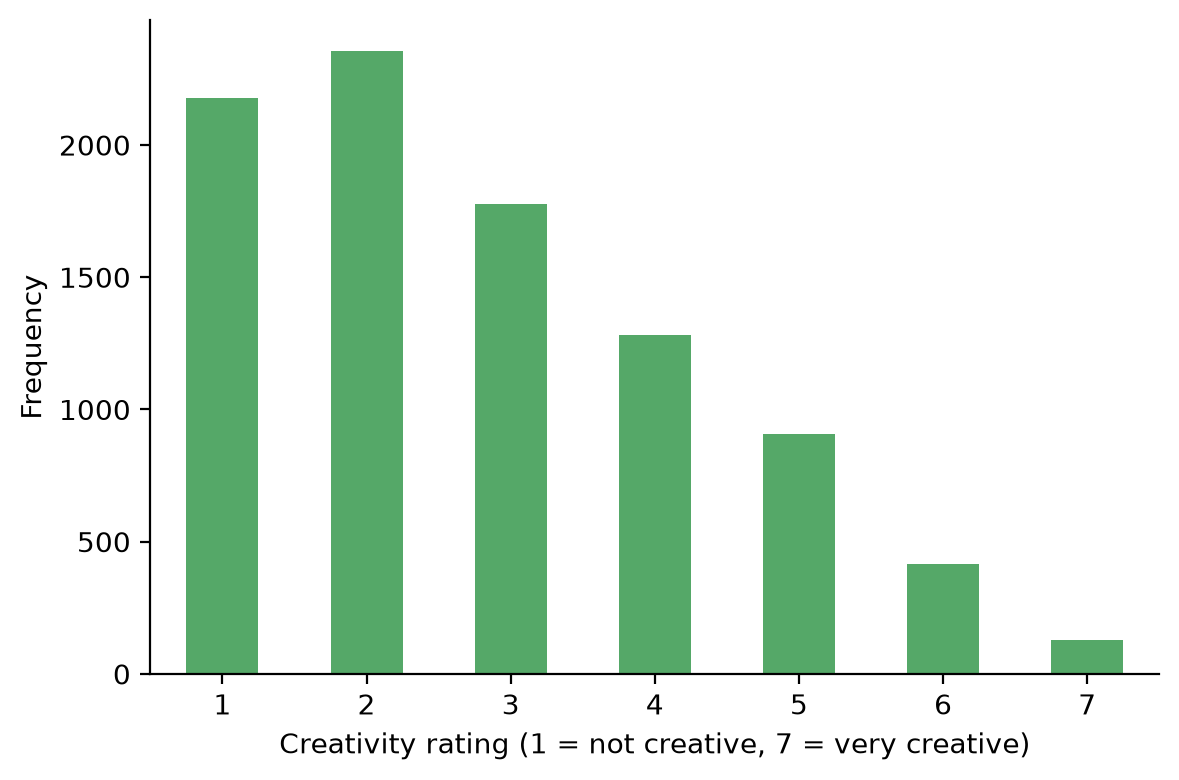 2000
1500
1000
500
0
Frequency
1 2 3 4 5 6 7
Creativity rating (1 = not creative, 7 = very creative)